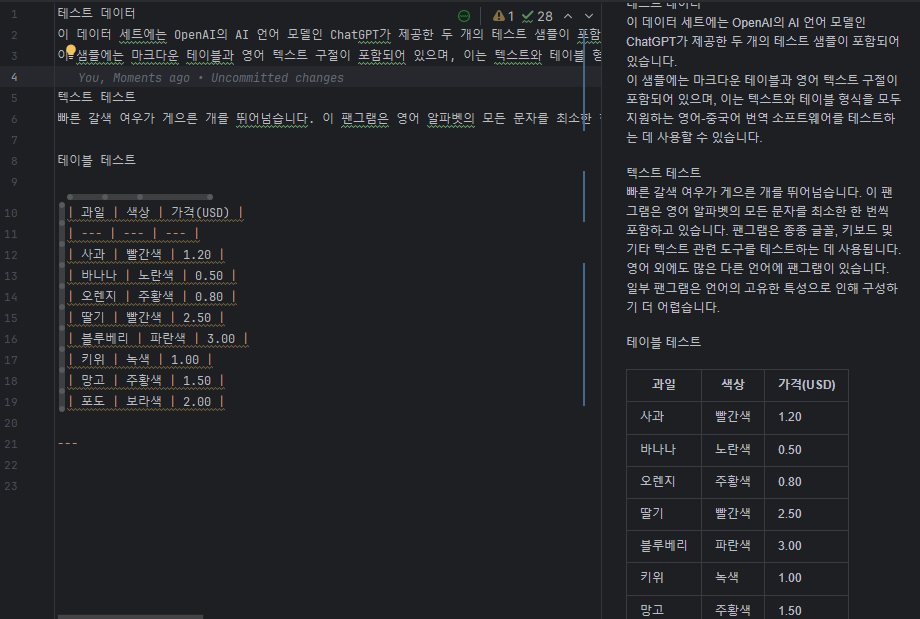 1 테스트 데이터
2 이 데이터 세트에는 OpenAI의 AI 언어 모델인 ChatGPT가 제공한 두 개의 테스트 샘플이 포함
3 이 샘플에는 마크다운 테이블과 영어 텍스트 구절이 포함되어 있으며, 이는 텍스트와 테이블 형
4 You, Moments ago • Uncommitted changes
5 텍스트 테스트
6 빠른 갈색 여우가 게으른 개를 뛰어넘습니다. 이 팬그램은 영어 알파벳의 모든 문자를 최소한
7
8 테이블 테스트
9
10 | 과일 | 색상 | 가격(USD) |
11 | --- | --- | --- |
12 | 사과 | 빨간색 | 1.20 |
13 | 바나나 | 노란색 | 0.50 |
14 | 오렌지 | 주황색 | 0.80 |
15 | 딸기 | 빨간색 | 2.50 |
16 | 블루베리 | 파란색 | 3.00 |
17 | 키위 | 녹색 | 1.00 |
18 | 망고 | 주황색 | 1.50 |
19 | 포도 | 보라색 | 2.00 |
20
21 ---
22
23
1 28
테스트 데이터
이 데이터 세트에는 OpenAI의 AI 언어 모델인
ChatGPT가 제공한 두 개의 테스트 샘플이 포함되어
있습니다.
이 샘플에는 마크다운 테이블과 영어 텍스트 구절이
포함되어 있으며, 이는 텍스트와 테이블 형식을 모두
지원하는 영어-중국어 번역 소프트웨어를 테스트하
는 데 사용할 수 있습니다.
텍스트 테스트
빠른 갈색 여우가 게으른 개를 뛰어넘습니다. 이 팬
그램은 영어 알파벳의 모든 문자를 최소한 한 번씩
포함하고 있습니다. 팬그램은 종종 글꼴, 키보드 및
기타 텍스트 관련 도구를 테스트하는 데 사용됩니다.
영어 외에도 많은 다른 언어에 팬그램이 있습니다.
일부 팬그램은 언어의 고유한 특성으로 인해 구성하
기 더 어렵습니다.
테이블 테스트
과일 색상 가격(USD)
사과 빨간색 1.20
바나나 노란색 0.50
오렌지 주황색 0.80
딸기 빨간색 2.50
블루베리 파란색 3.00
키위 녹색 1.00
망고 주황색 1.50